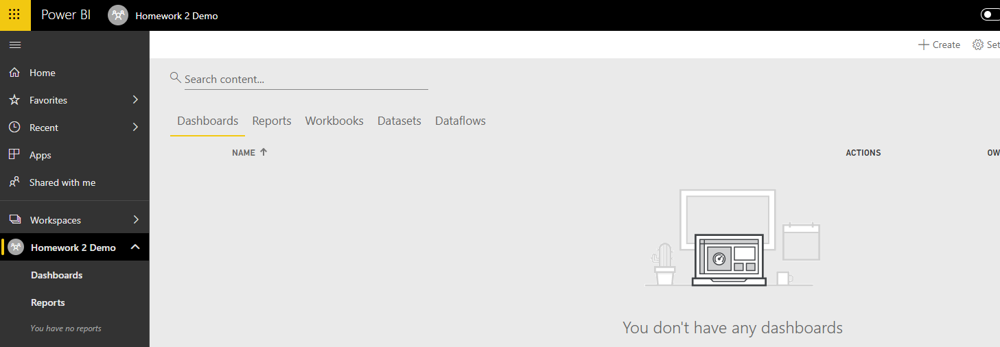 Power BI Homework 2 Demo
Create Set
Home
Favorites
Recent
Apps
Shared with me
Workspaces
Homework 2 Demo
Dashboards
Reports
You have no reports
Search content...
Dashboards Reports Workbooks Datasets Dataflows
NAME ACTIONS OW
You don't have any dashboards